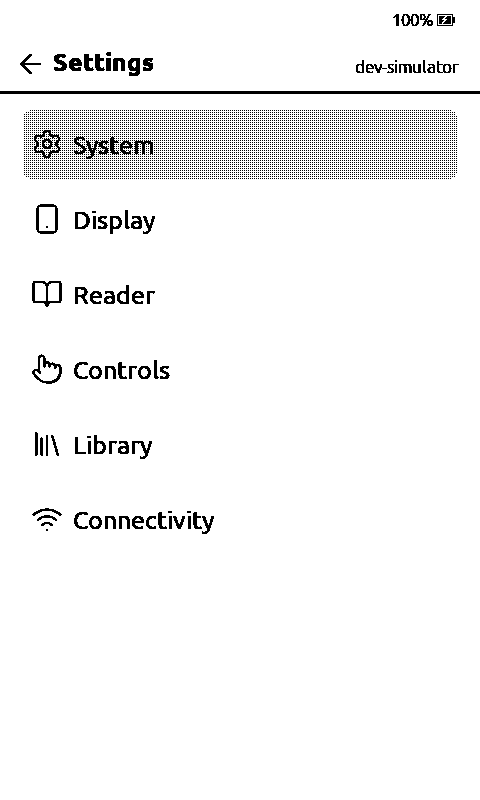 100%
Settings
dev-simulator
System
Display
Reader
Controls
Library
Connectivity